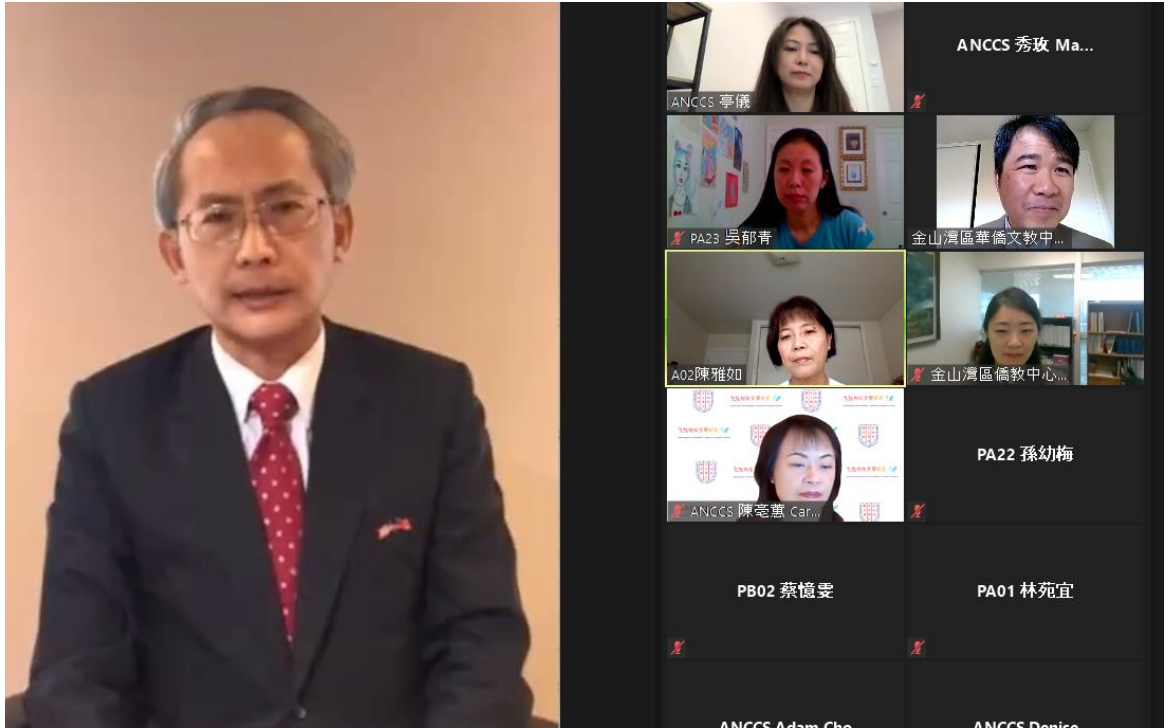 ANCCS 亭儀
ANCCS 秀玫 Ma...
PA23 吳郁青
金山灣區華僑文教中...
A02陳雅如
金山灣區僑教中心...
ANCCS 陳亳蕙 Car...
PA22 孫幼梅
PB02 蔡憶雯
PA01 林苑宜
ANCCS Adam Cho
ANCCS Denise